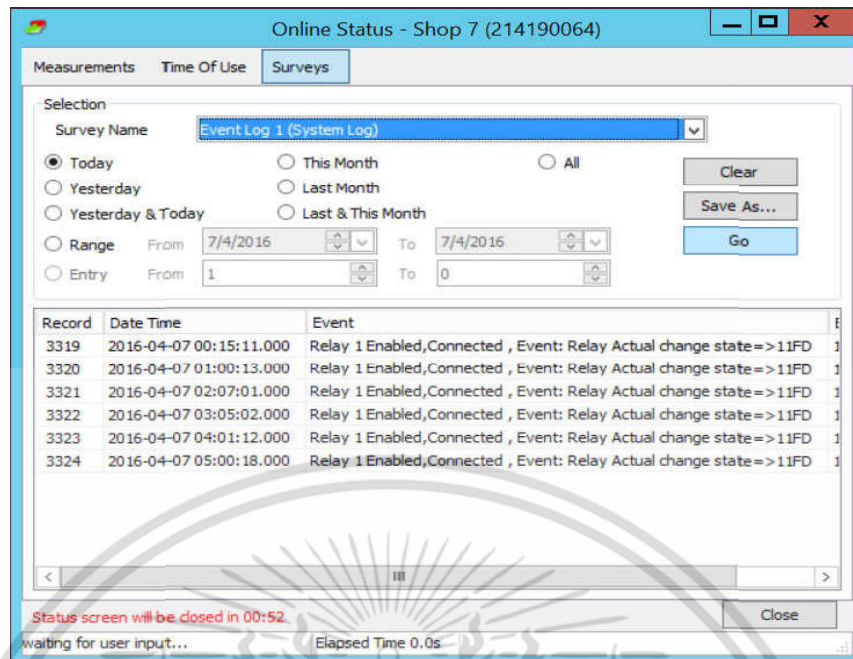 Online Status - Shop 7 (214190064)
Measurements Time Of Use Surveys
Selection
Survey Name Event Log 1 (System Log)
Today This Month All
Clear
Yesterday Last Month
Save As...
Yesterday & Today Last & This Month
Range From 7/4/2016 To 7/4/2016
Go
Entry From 1 To 0
Record Date Time Event
3319 2016-04-07 00:15:11.000 Relay 1 Enabled,Connected , Event: Relay Actual change state=>11FD
3320 2016-04-07 01:00:13.000 Relay 1 Enabled,Connected , Event: Relay Actual change state=>11FD
3321 2016-04-07 02:07:01.000 Relay 1 Enabled,Connected , Event: Relay Actual change state=>11FD
3322 2016-04-07 03:05:02.000 Relay 1 Enabled,Connected , Event: Relay Actual change state=>11FD
3323 2016-04-07 04:01:12.000 Relay 1 Enabled,Connected , Event: Relay Actual change state=>11FD
3324 2016-04-07 05:00:18.000 Relay 1 Enabled,Connected , Event: Relay Actual change state=>11FD
Status screen will be closed in 00:52
Close
waiting for user input... Elapsed Time 0.0s